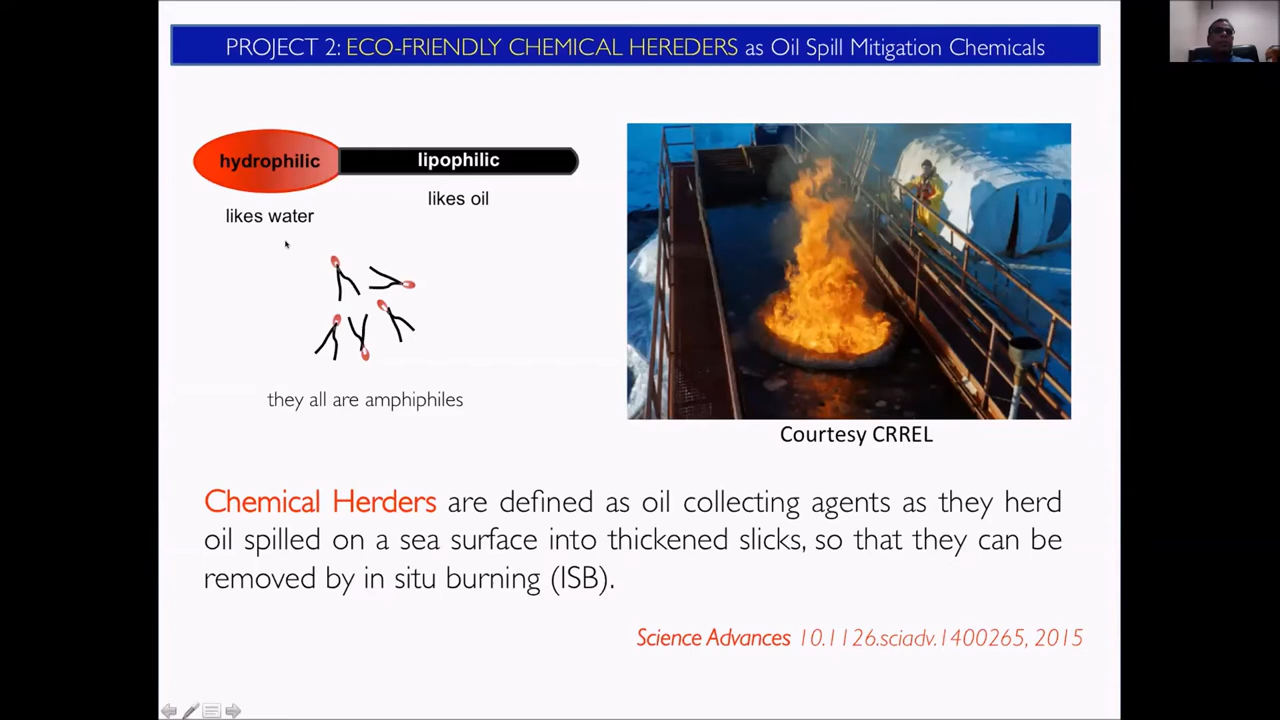 PROJECT 2: ECO-FRIENDLY CHEMICAL HEREDERS as Oil Spill Mitigation Chemicals
hydrophilic
lipophilic
likes water
likes oil
they all are amphiphiles
Courtesy CRREL
Chemical Herders are defined as oil collecting agents as they herd
oil spilled on a sea surface into thickened slicks, so that they can be
removed by in situ burning (ISB).
Science Advances 10.1126.sciadv.1400265, 2015